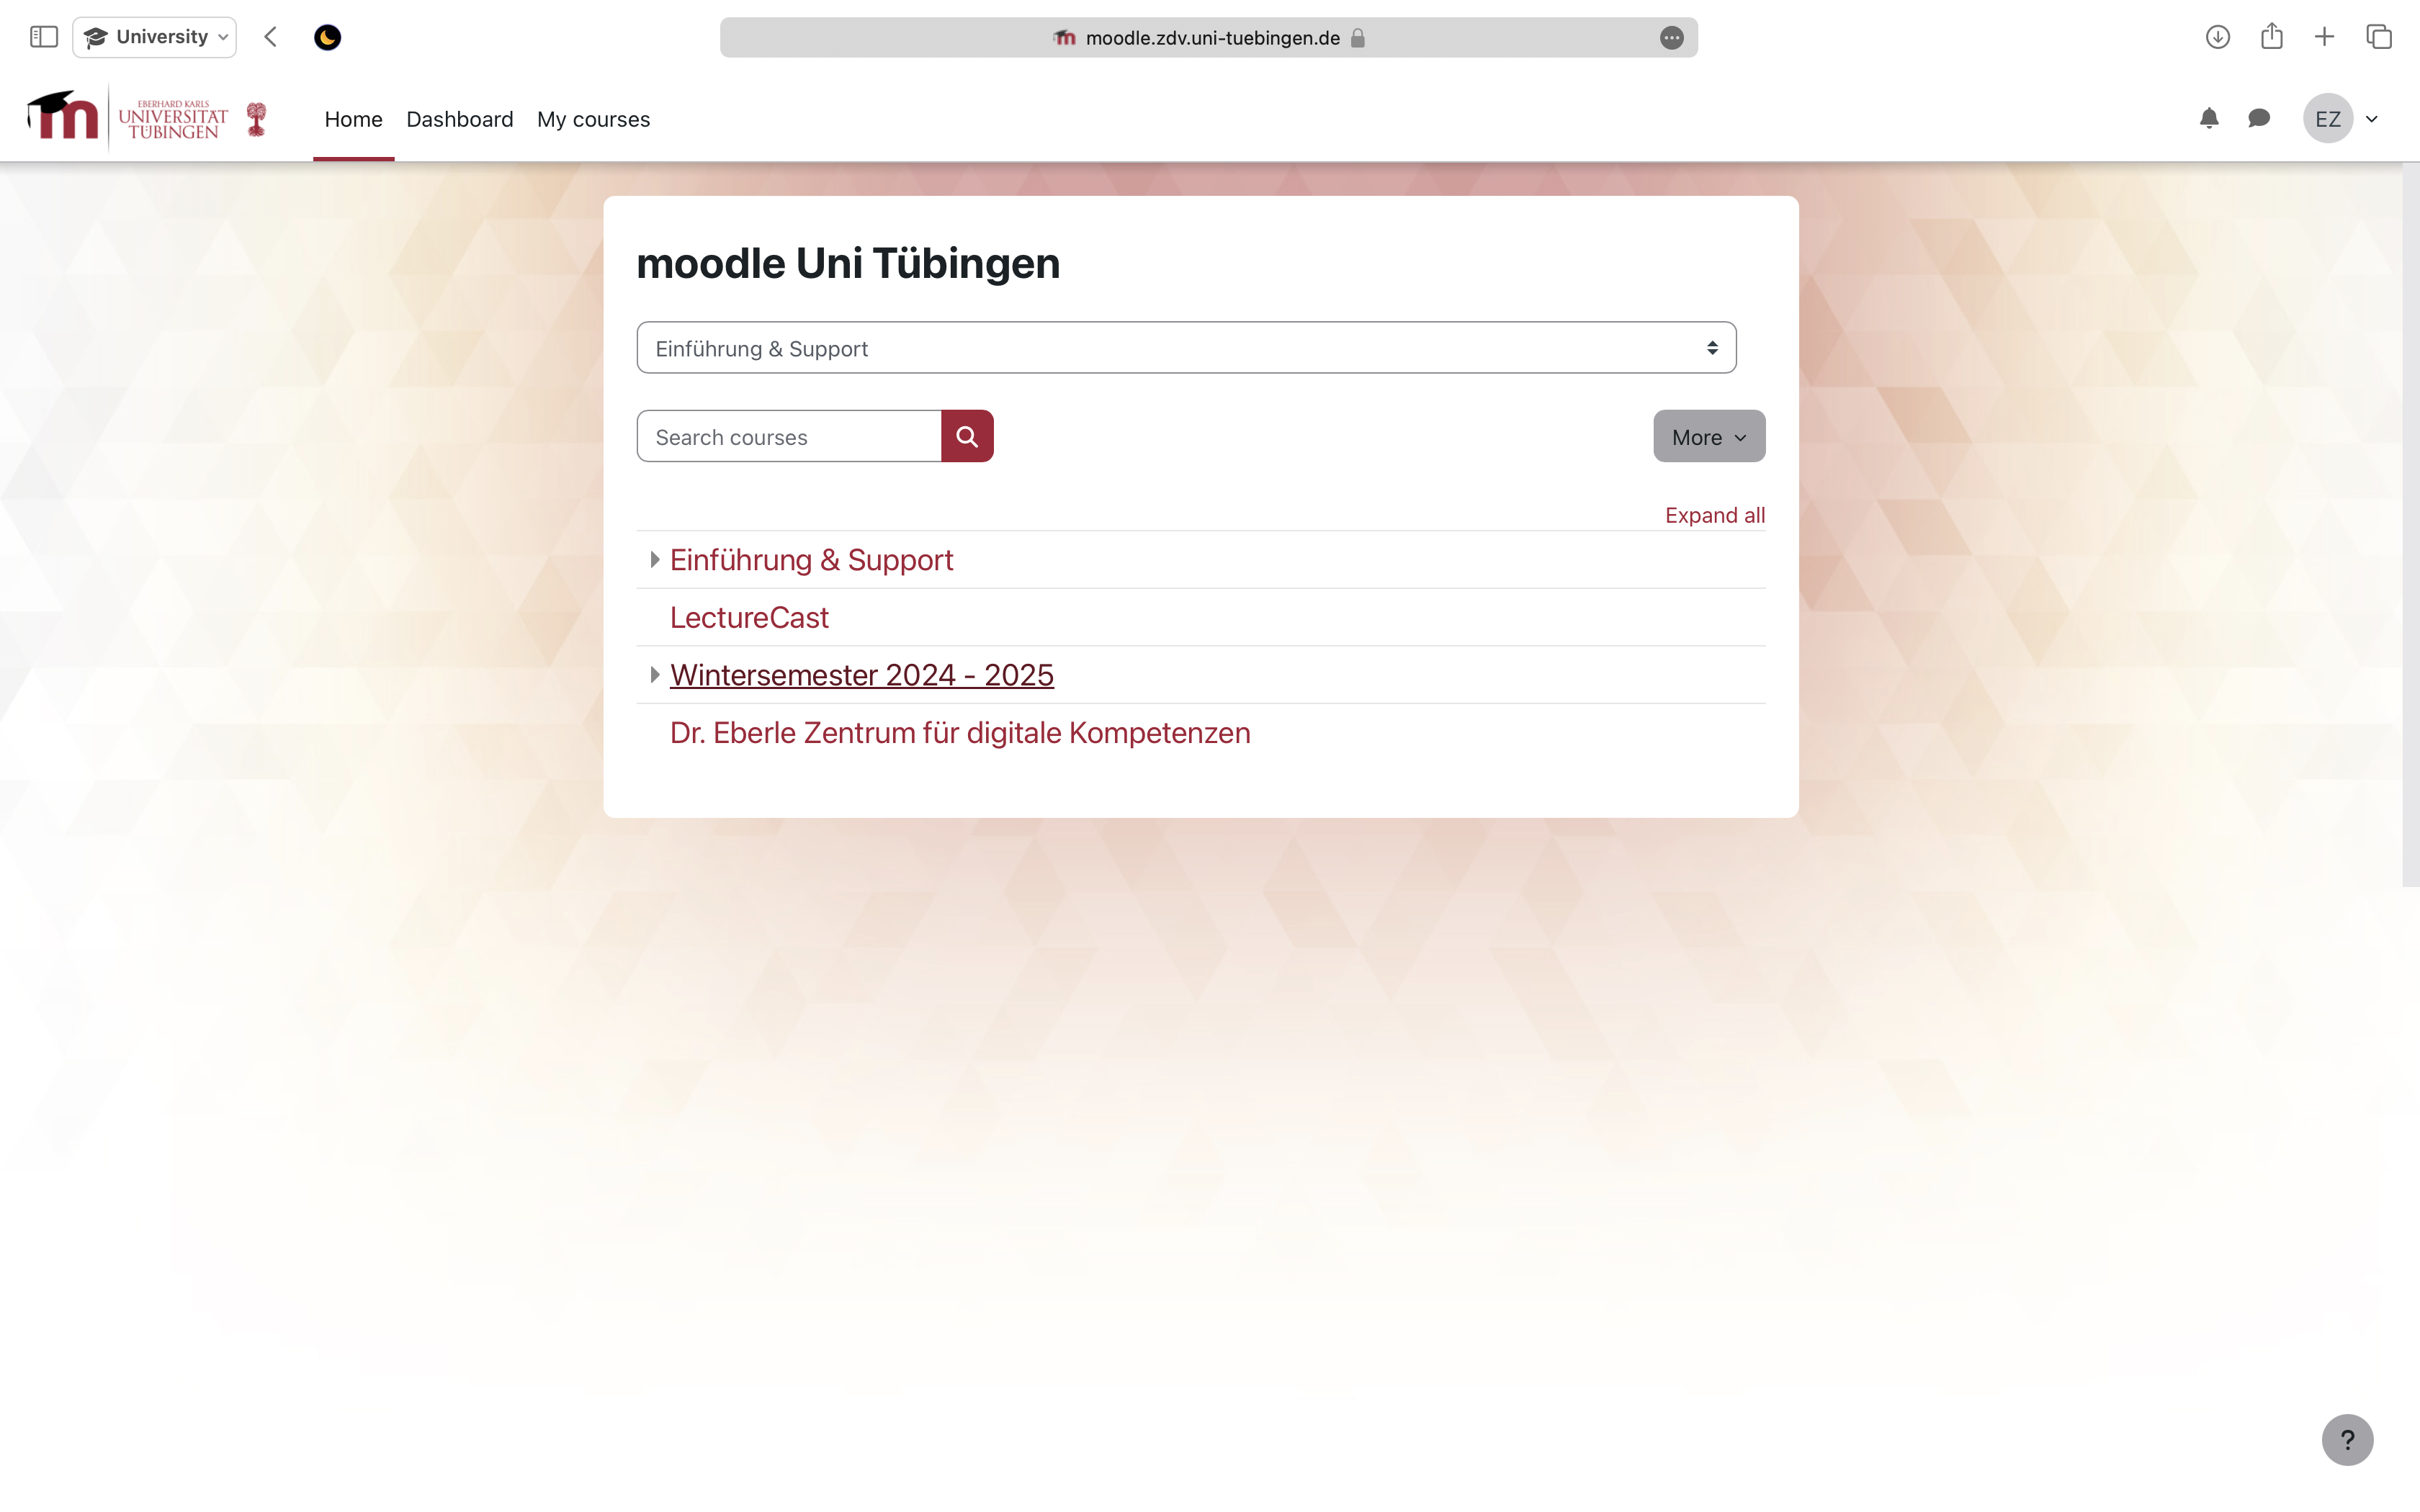 University
moodle.zdv.uni-tuebingen.de
m
EBERHARD KARLS
UNIVERSITÄT
TÜBINGEN
Home Dashboard My courses
EZ
moodle Uni Tübingen
Einführung & Support
Search courses
More
Expand all
Einführung & Support
LectureCast
Wintersemester 2024 - 2025
Dr. Eberle Zentrum für digitale Kompetenzen
?